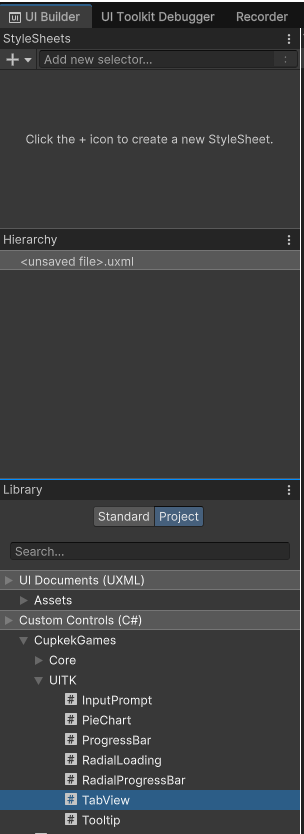 UI Builder UI Toolkit Debugger Recorder
StyleSheets
Add new selector...
Click the + icon to create a new StyleSheet.
Hierarchy
<unsaved file>.uxml
Library
Standard Project
Search...
UI Documents (UXML)
Assets
Custom Controls (C#)
CupkekGames
Core
UITK
# InputPrompt
# PieChart
# ProgressBar
# RadialLoading
# RadialProgressBar
# TabView
# Tooltip